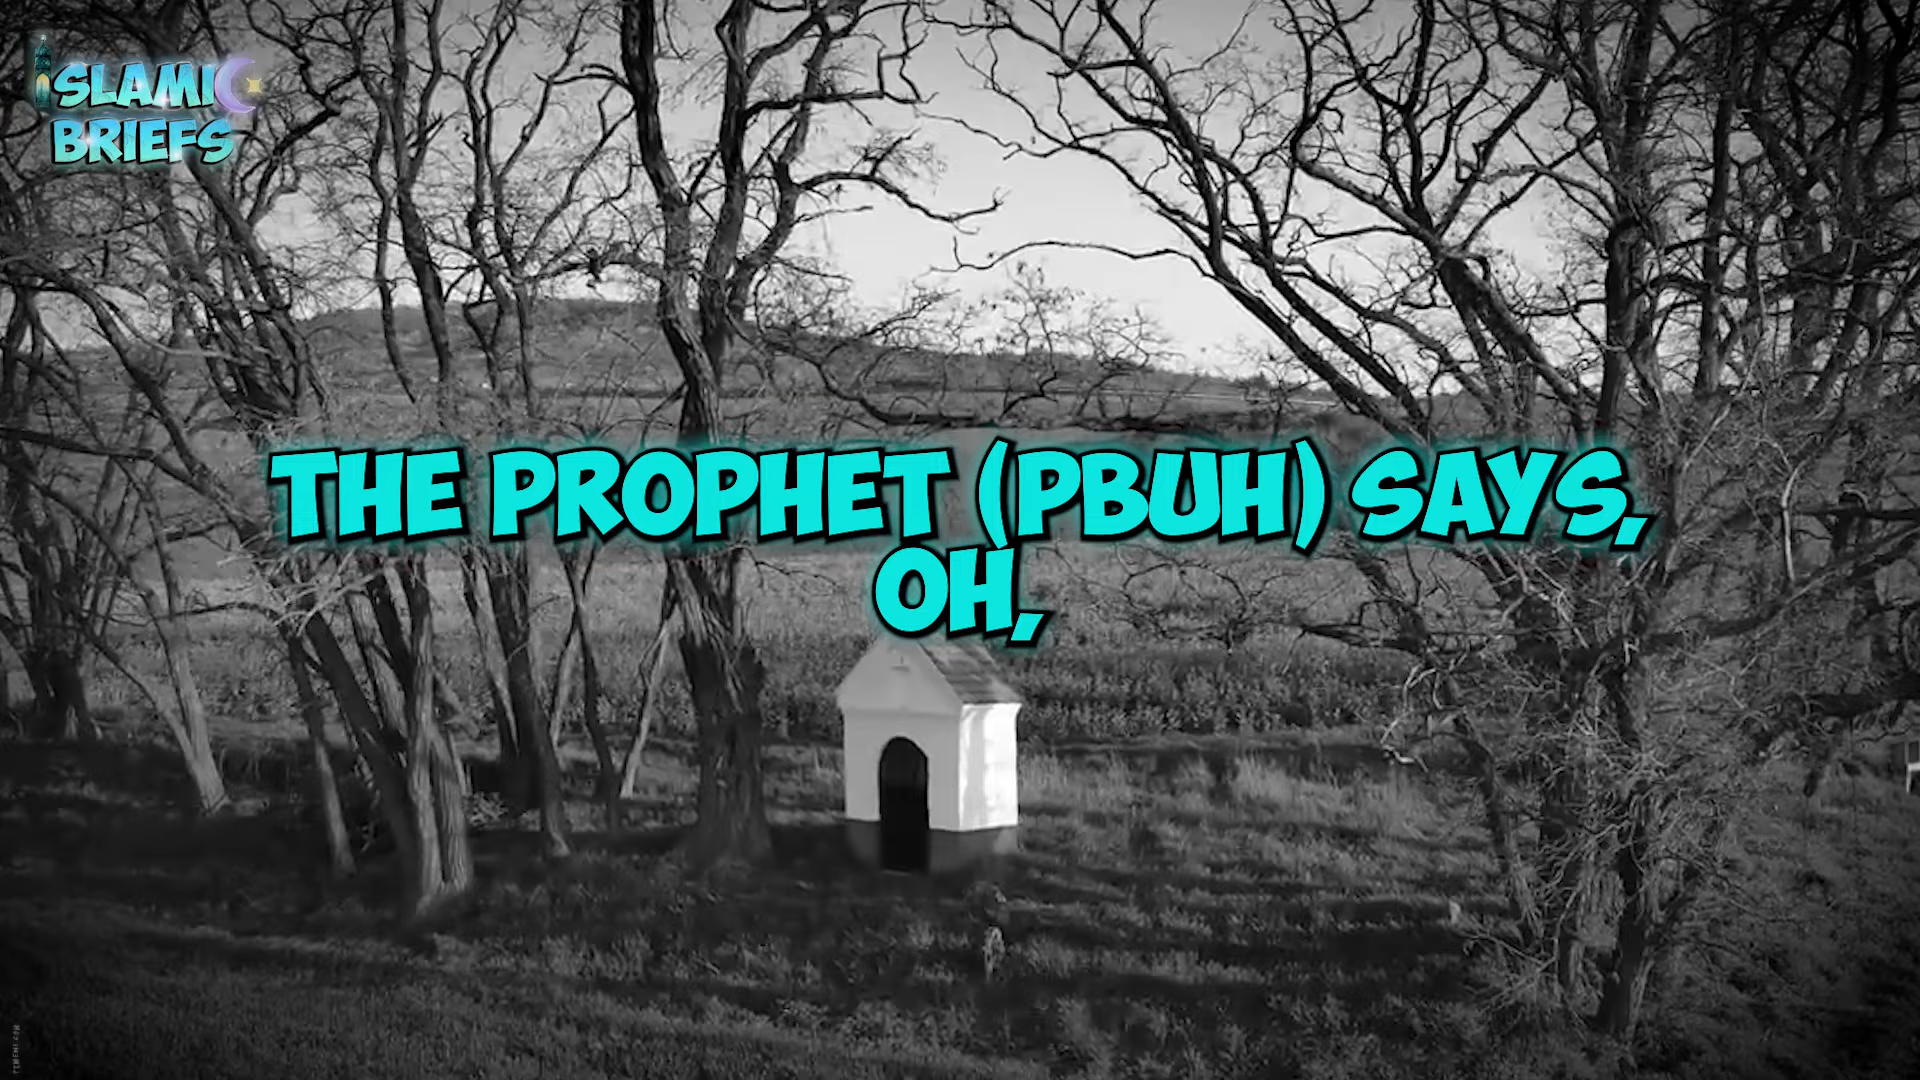 ISLAMIC
BRIEFS
THE PROPHET (PBUH) SAYS,
OH,